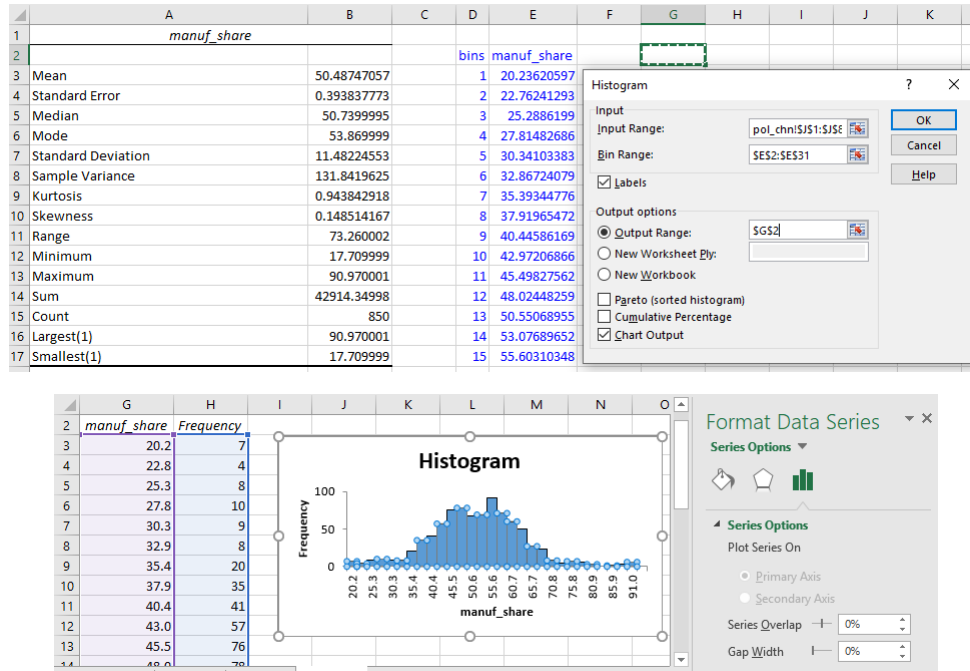 A B C D E F G H I J K
1 manuf_share
2 bins manuf_share
3 Mean 50.48747057 1 20.23620597
4 Standard Error 0.393837773 2 22.76241293
5 Median 50.7399995 3 25.2886199
6 Mode 53.869999 4 27.81482686
7 Standard Deviation 11.48224553 5 30.34103383
8 Sample Variance 131.8419625 6 32.86724079
9 Kurtosis 0.943842918 7 35.39344776
10 Skewness 0.148514167 8 37.91965472
11 Range 73.260002 9 40.44586169
12 Minimum 17.709999 10 42.97206866
13 Maximum 90.970001 11 45.49827562
14 Sum 42914.34998 12 48.02448259
15 Count 850 13 50.55068955
16 Largest(1) 90.970001 14 53.07689652
17 Smallest(1) 17.709999 15 55.60310348
Histogram ? ×
Input
Input Range: pol_chn!$J$1:$J$8
OK
Bin Range: $E$2:$E$31
Cancel
Labels
Help
Output options
Output Range: $G$2
New Worksheet Ply:
New Workbook
Pareto (sorted histogram)
Cumulative Percentage
Chart Output
G H I J K L M N O
2 manuf_share Frequency
3 20.2 7
4 22.8 4
5 25.3 8
6 27.8 10
7 30.3 9
8 32.9 8
9 35.4 20
10 37.9 35
11 40.4 41
12 43.0 57
13 45.5 76
14 48.0 78
Histogram
Frequency
100
50
0
20.2 25.3 30.3 35.4 40.4 45.5 50.6 55.6 60.7 65.7 70.8 75.8 80.9 85.9 91.0
manuf_share
Format Data Series
Series Options
Series Options
Plot Series On
Primary Axis
Secondary Axis
Series Overlap 0%
Gap Width 0%